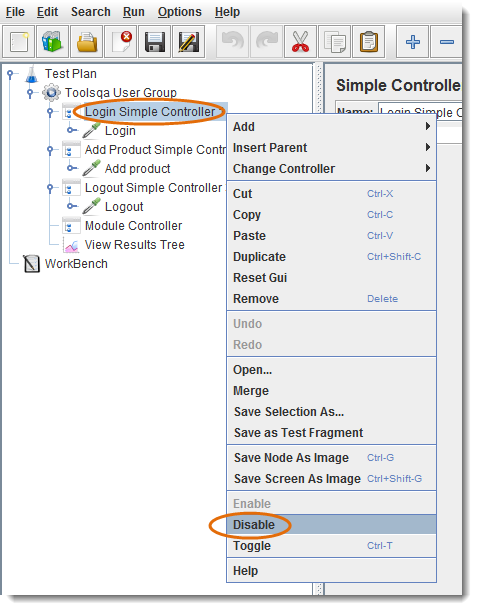 File Edit Search Run Options Help
Test Plan
Toolsqa User Group
Login Simple Controller
Login
Add Product Simple Contr
Add product
Logout Simple Controller
Logout
Module Controller
View Results Tree
WorkBench
Simple Controller
Name: Login Simple C
Add
Insert Parent
Change Controller
Cut Ctrl-X
Copy Ctrl-C
Paste Ctrl-V
Duplicate Ctrl+Shift-C
Reset Gui
Remove Delete
Undo
Redo
Open...
Merge
Save Selection As...
Save as Test Fragment
Save Node As Image Ctrl-G
Save Screen As Image Ctrl+Shift-G
Enable
Disable
Toggle Ctrl-T
Help